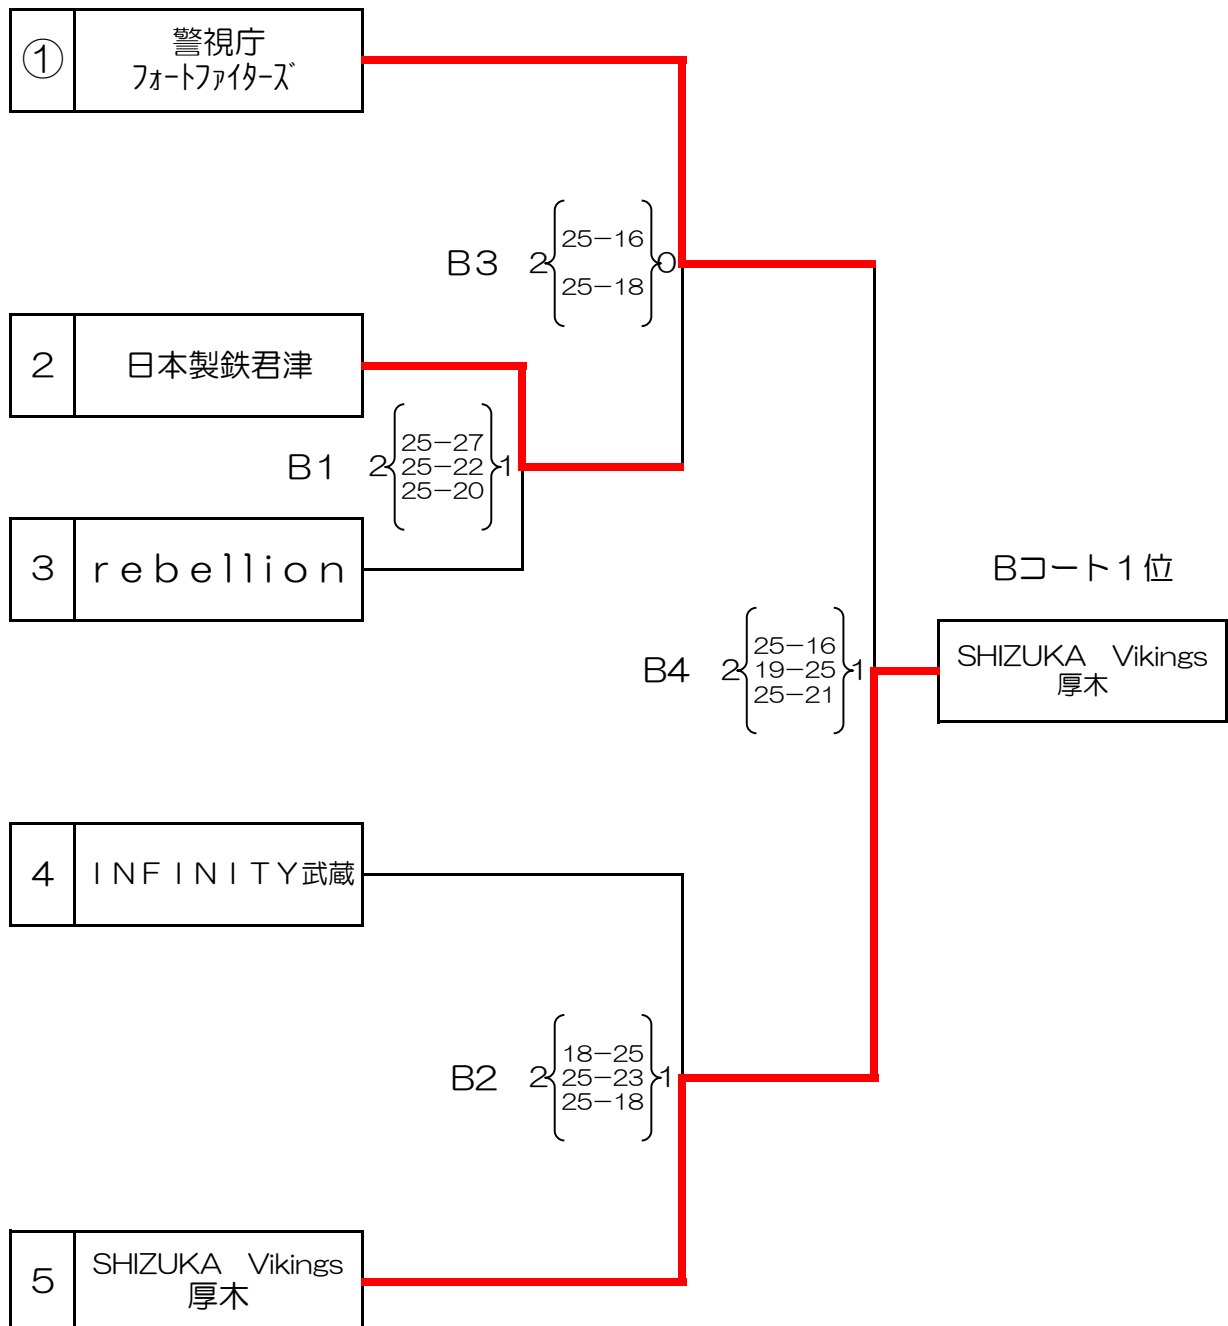 ① 警視庁
フォートファイターズ
B3 2 25－16 0
25－18
2 日本製鉄君津
25－27
B1 2 25－22 1
25－20
3 ｒｅｂｅｌｌｉｏｎ
Bコート１位
25－16
B4 2 19－25 1
25－21
SHIZUKA　Vikings
厚木
4 ＩＮＦＩＮＩＴＹ武蔵
18－25
B2 2 25－23 1
25－18
5 SHIZUKA　Vikings
厚木